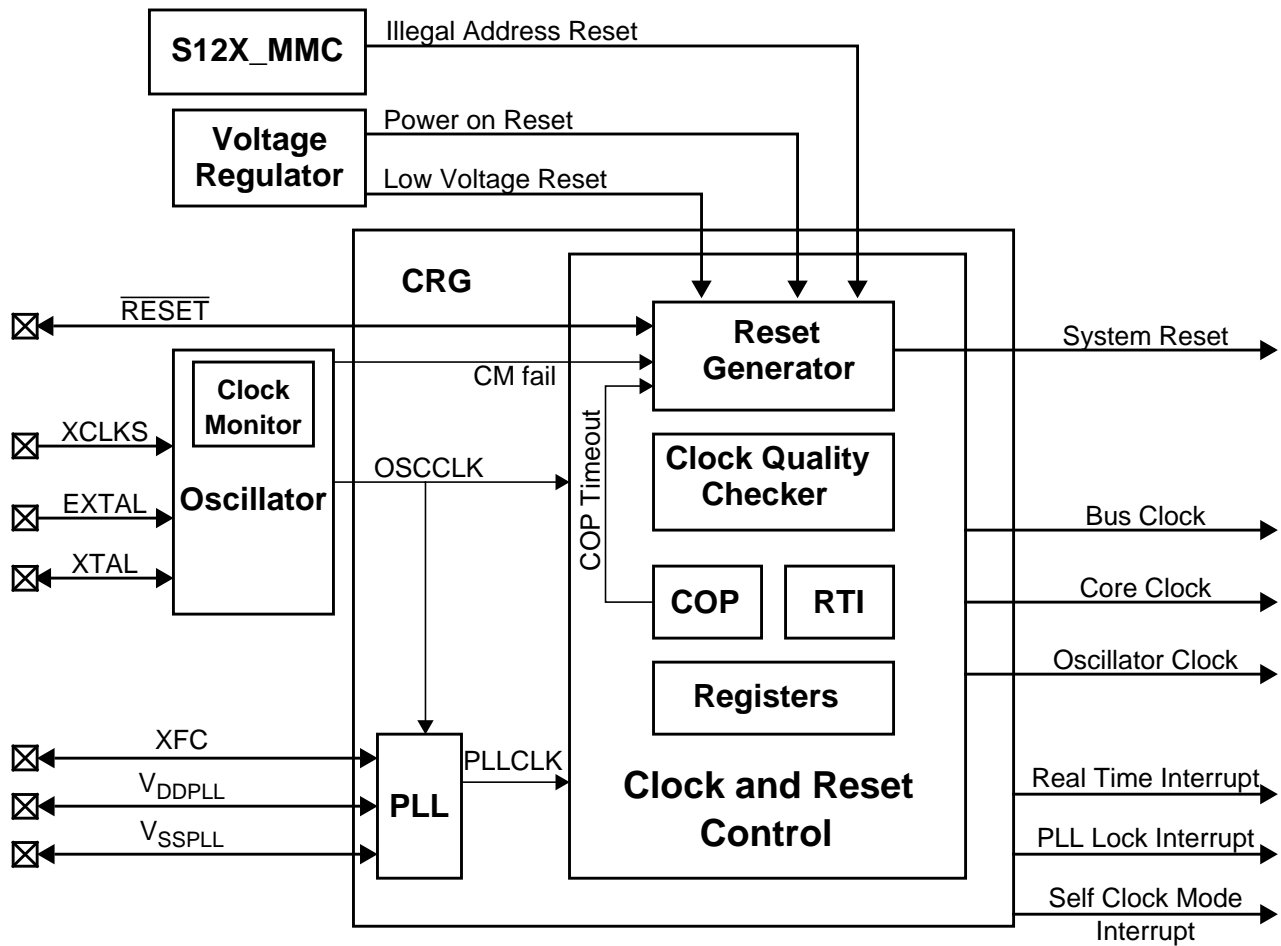 Illegal Address Reset
S12X_MMC
Power on Reset
Voltage
Regulator
Low Voltage Reset
CRG
RESET
Reset
Generator
System Reset
CM fail
Clock
Monitor
XCLKS
COP Timeout
OSCCLK
Clock Quality
Checker
EXTAL
Oscillator
Bus Clock
XTAL
COP
RTI
Core Clock
Oscillator Clock
Registers
XFC
PLLCLK
VDDPLL
PLL
Clock and Reset
Control
Real Time Interrupt
VSSPLL
PLL Lock Interrupt
Self Clock Mode
Interrupt